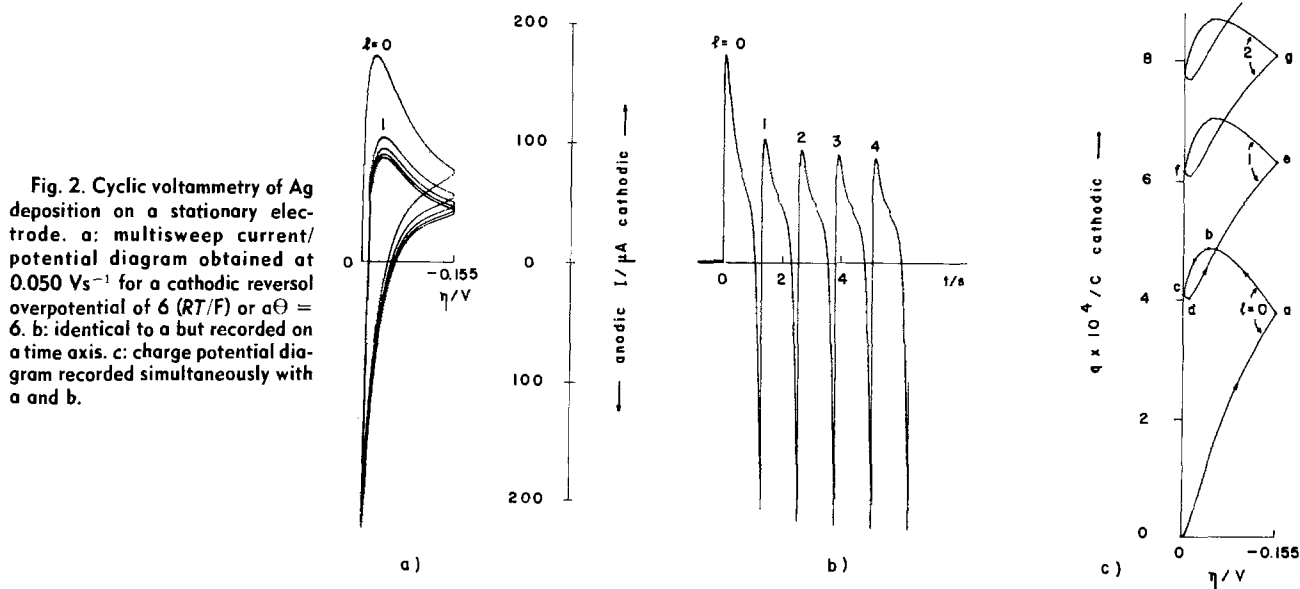 Fig. 2. Cyclic voltammetry of Ag
deposition on a stationary elec-
trode. a: multisweep current/
potential diagram obtained at
0.050 Vs⁻¹ for a cathodic reversol
overpotential of 6 (RT/F) or aΘ =
6. b: identical to a but recorded on
a time axis. c: charge potential dia-
gram recorded simultaneously with
a and b.
ℓ=0
1
0
-0.155
η/V
a)
200
100
0
100
200
← anodic I/μA cathodic →
ℓ=0
1
2
3
4
0
2
4
t/s
b)
q x 10⁴/C cathodic →
8
6
4
2
0
2
g
f
e
b
c
d
ℓ=0
a
0
-0.155
η/V
c)